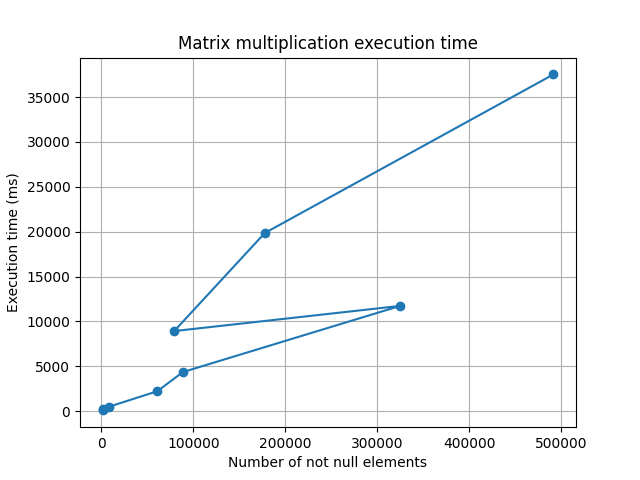 Matrix multiplication execution time
Execution time (ms)
35000
30000
25000
20000
15000
10000
5000
0
0 100000 200000 300000 400000 500000
Number of not null elements